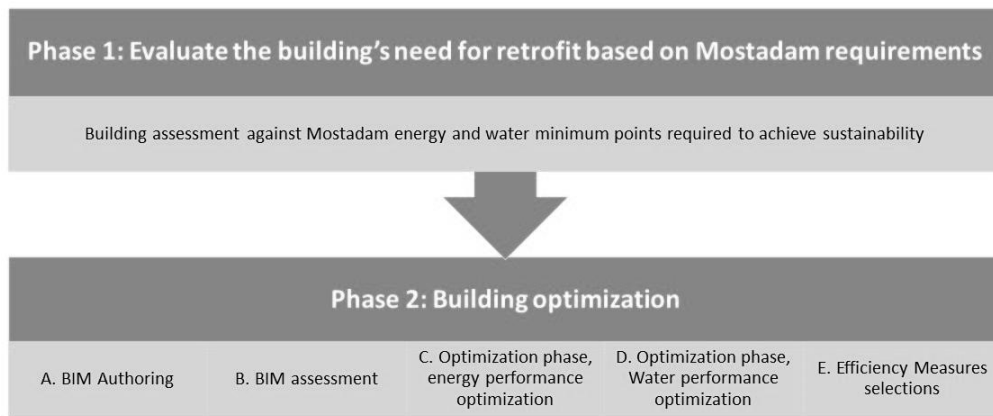 Phase 1: Evaluate the building's need for retrofit based on Mostadam requirements
Building assessment against Mostadam energy and water minimum points required to achieve sustainability
Phase 2: Building optimization
A. BIM Authoring
B. BIM assessment
C. Optimization phase,
energy performance
optimization
D. Optimization phase,
Water performance
optimization
E. Efficiency Measures
selections